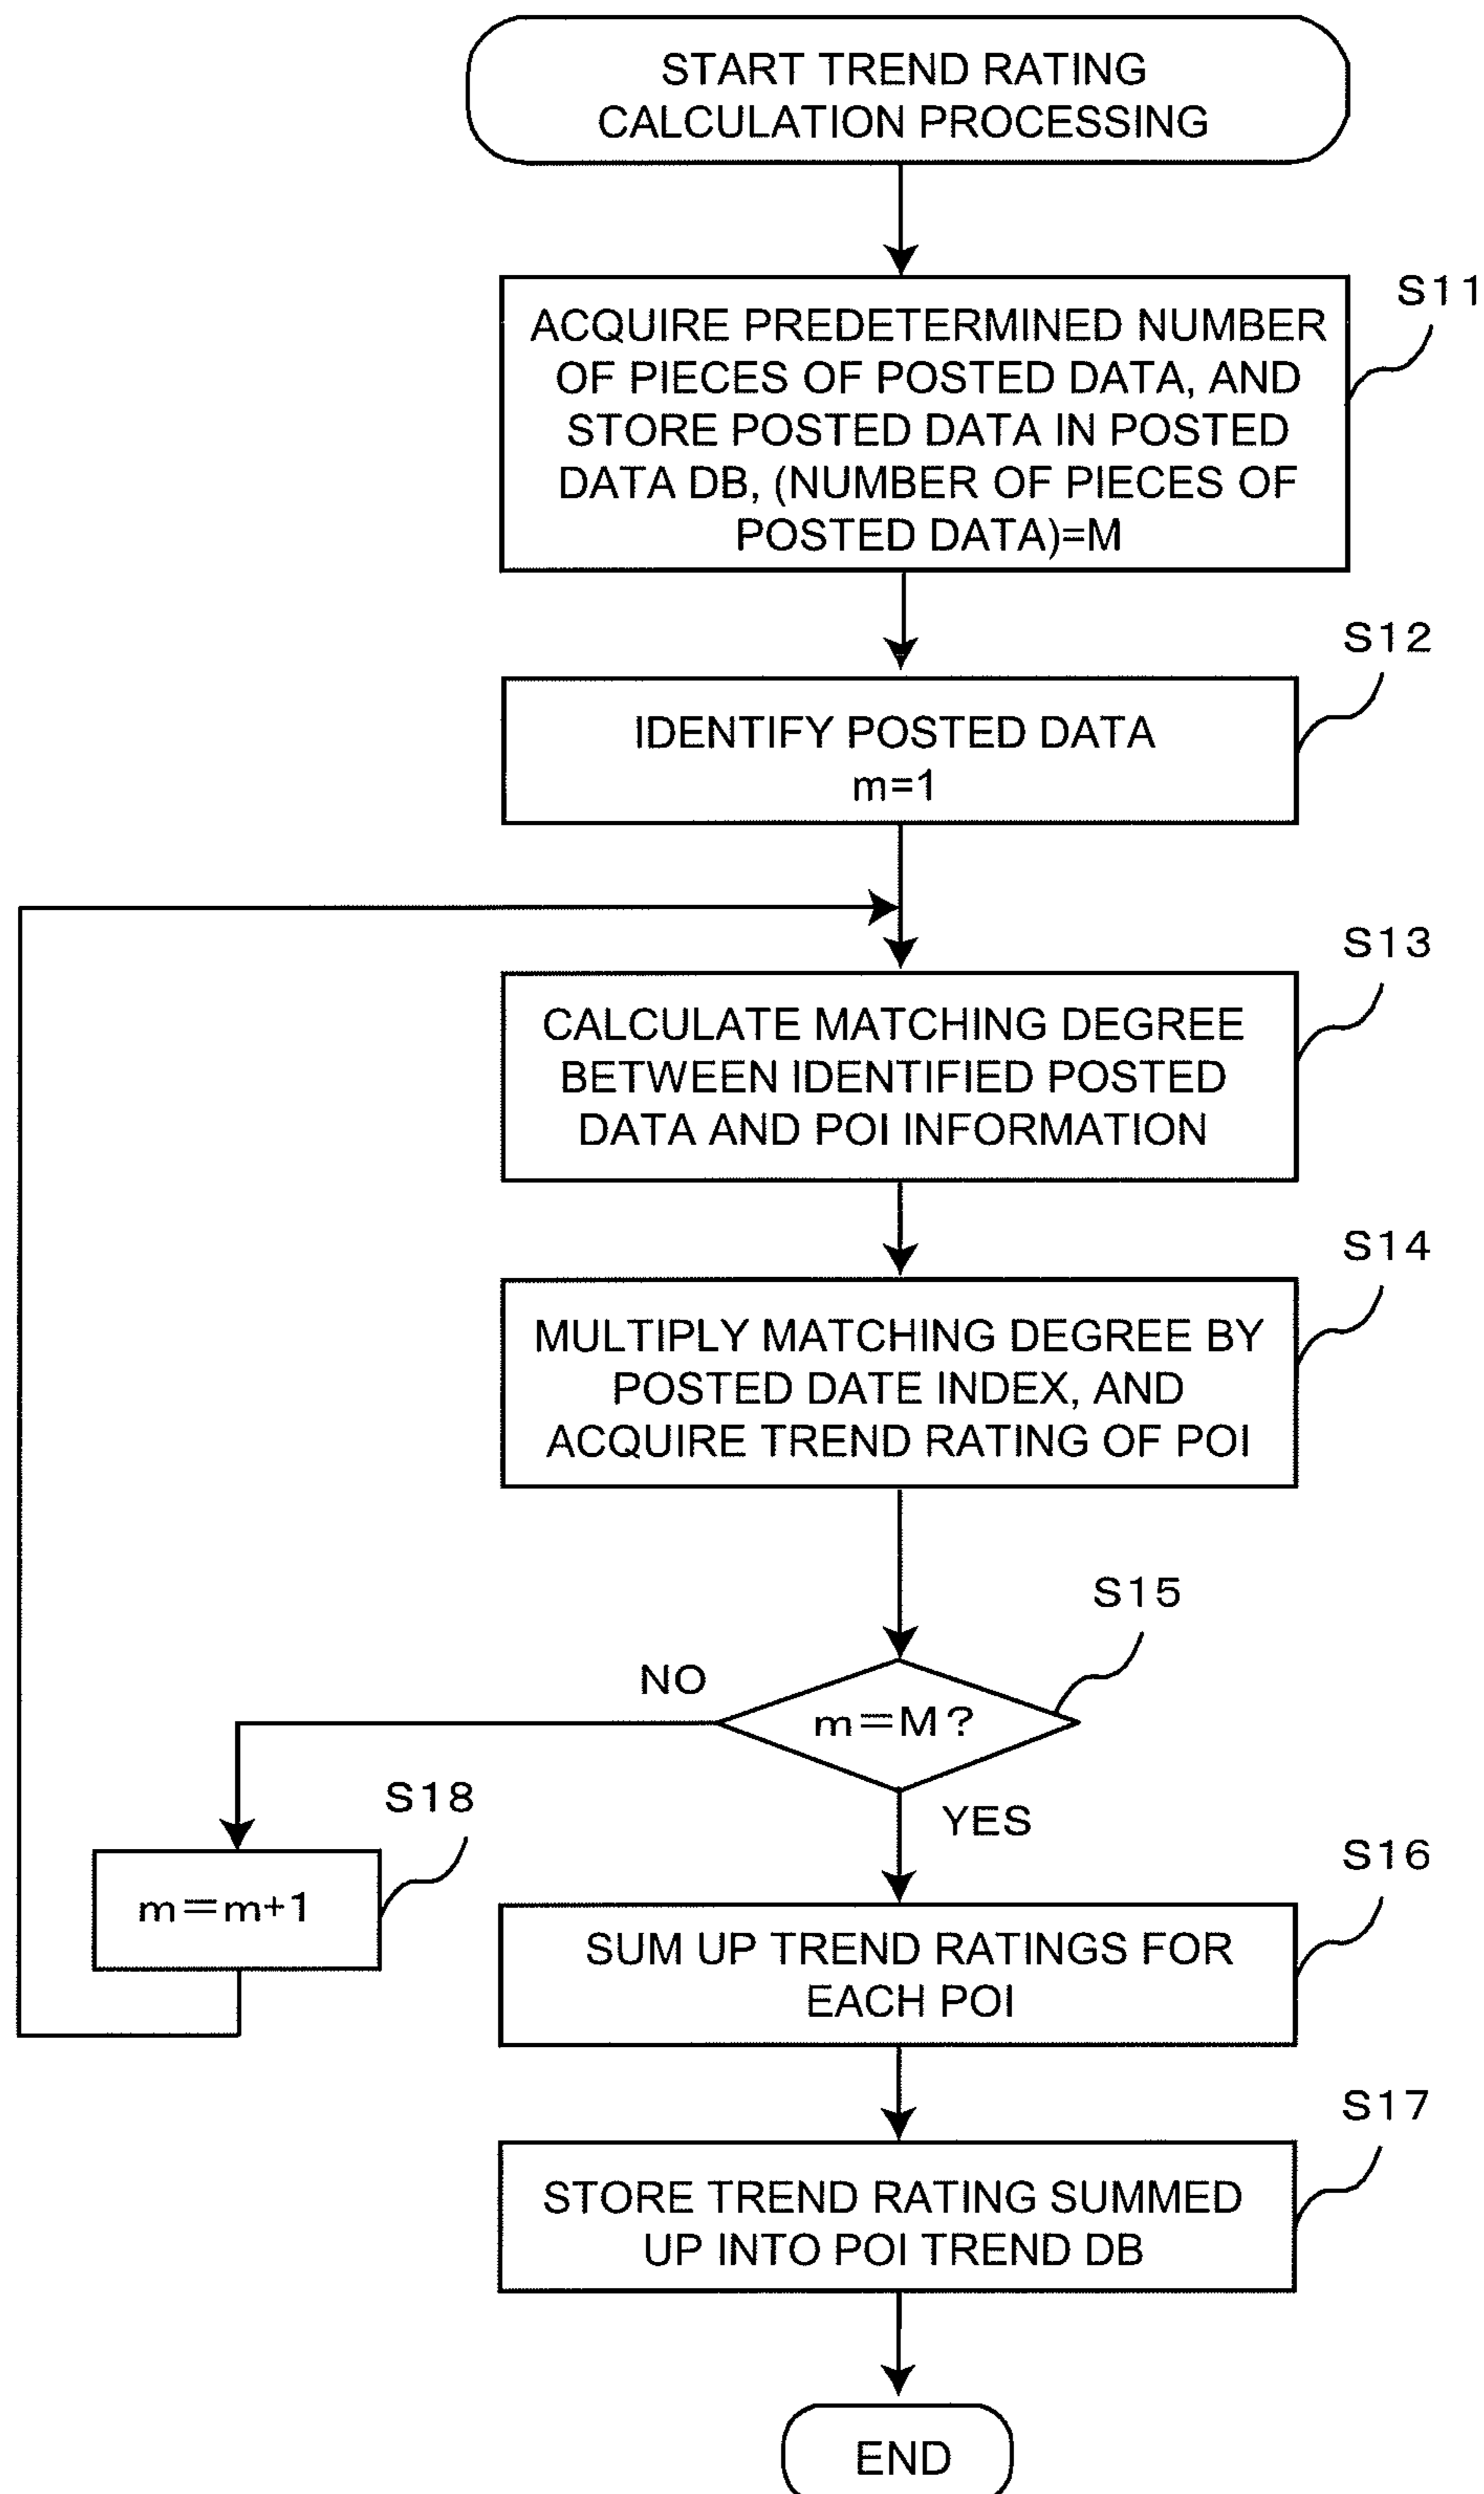 START TREND RATING
CALCULATION PROCESSING
S11
ACQUIRE PREDETERMINED NUMBER
OF PIECES OF POSTED DATA, AND
STORE POSTED DATA IN POSTED
DATA DB, (NUMBER OF PIECES OF
POSTED DATA)=M
S12
IDENTIFY POSTED DATA
m=1
S13
CALCULATE MATCHING DEGREE
BETWEEN IDENTIFIED POSTED
DATA AND POI INFORMATION
S14
MULTIPLY MATCHING DEGREE BY
POSTED DATE INDEX, AND
ACQUIRE TREND RATING OF POI
S15
NO
m=M?
S18
YES
m=m+1
S16
SUM UP TREND RATINGS FOR
EACH POI
S17
STORE TREND RATING SUMMED
UP INTO POI TREND DB
END